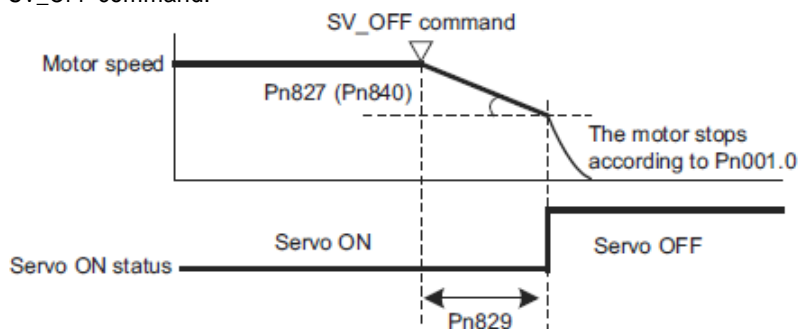 SV_OFF command.
SV_OFF command
Motor speed
Pn827 (Pn840)
The motor stops
according to Pn001.0
Servo ON
Servo OFF
Servo ON status
Pn829